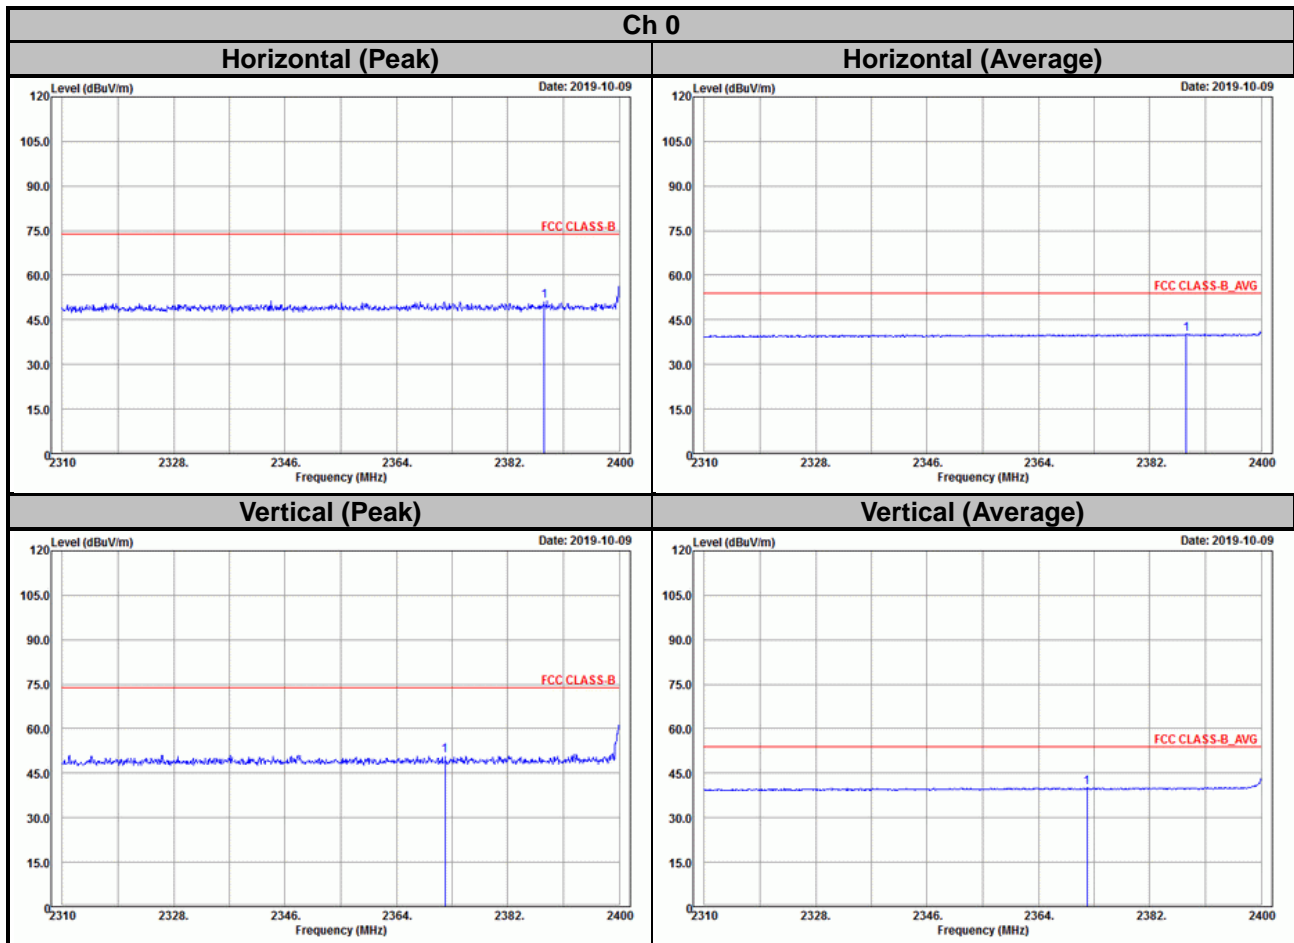 Ch 0
Horizontal (Peak) Horizontal (Average)
Level (dBuV/m) Date: 2019-10-09
120
105.0
90.0
75.0
FCC CLASS-B
60.0
1
45.0
30.0
15.0
0
2310 2328. 2346. 2364. 2382. 2400
Frequency (MHz)
Level (dBuV/m) Date: 2019-10-09
120
105.0
90.0
75.0
60.0
FCC CLASS-B_AVG
45.0
1
30.0
15.0
0
2310 2328. 2346. 2364. 2382. 2400
Frequency (MHz)
Vertical (Peak) Vertical (Average)
Level (dBuV/m) Date: 2019-10-09
120
105.0
90.0
75.0
FCC CLASS-B
60.0
1
45.0
30.0
15.0
0
2310 2328. 2346. 2364. 2382. 2400
Frequency (MHz)
Level (dBuV/m) Date: 2019-10-09
120
105.0
90.0
75.0
60.0
FCC CLASS-B_AVG
45.0
1
30.0
15.0
0
2310 2328. 2346. 2364. 2382. 2400
Frequency (MHz)